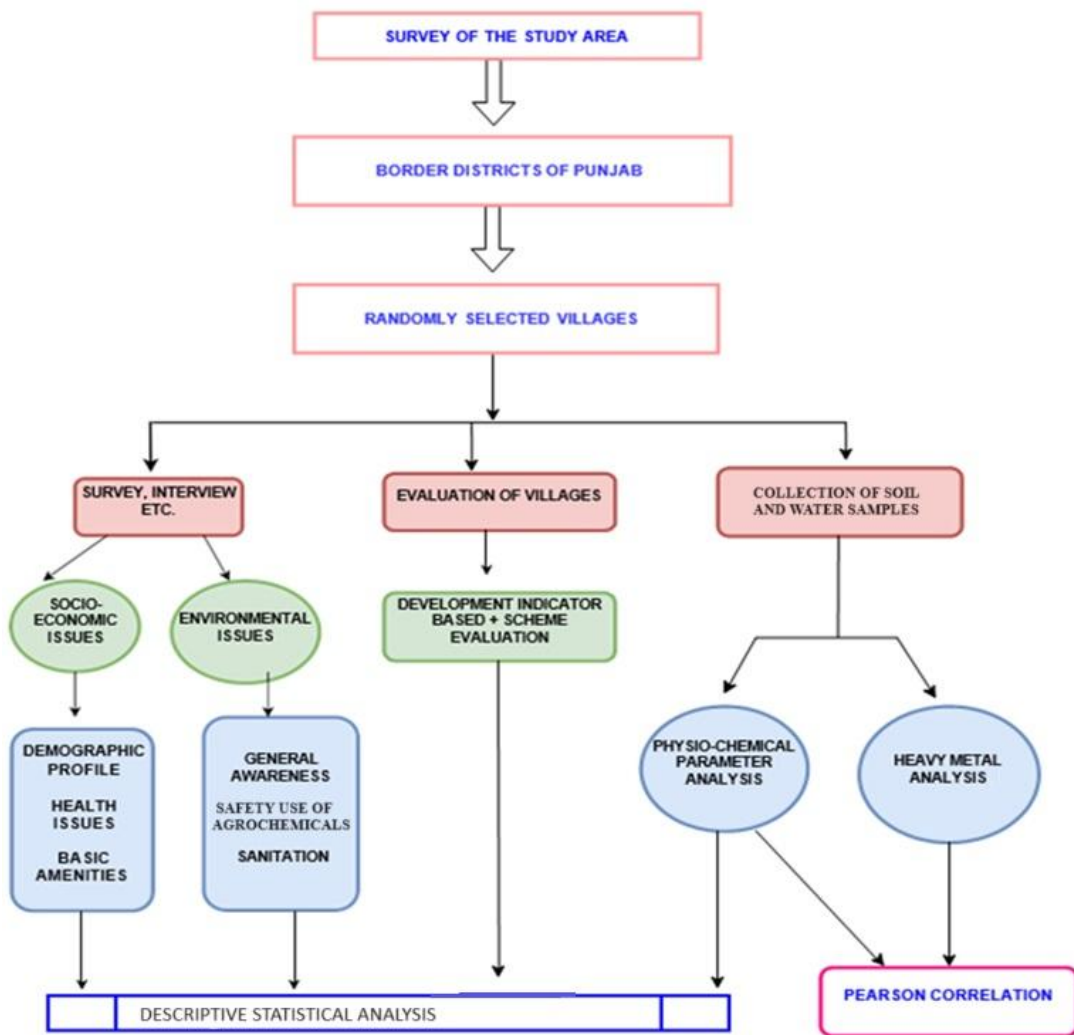 SURVEY OF THE STUDY AREA
BORDER DISTRICTS OF PUNJAB
RANDOMLY SELECTED VILLAGES
SURVEY, INTERVIEW
ETC.
EVALUATION OF VILLAGES
COLLECTION OF SOIL
AND WATER SAMPLES
SOCIO-
ECONOMIC
ISSUES
ENVIRONMENTAL
ISSUES
DEVELOPMENT INDICATOR
BASED + SCHEME
EVALUATION
DEMOGRAPHIC
PROFILE
HEALTH
ISSUES
BASIC
AMENITIES
GENERAL
AWARENESS
SAFETY USE OF
AGROCHEMICALS
SANITATION
PHYSIO-CHEMICAL
PARAMETER
ANALYSIS
HEAVY METAL
ANALYSIS
DESCRIPTIVE STATISTICAL ANALYSIS
PEARSON CORRELATION